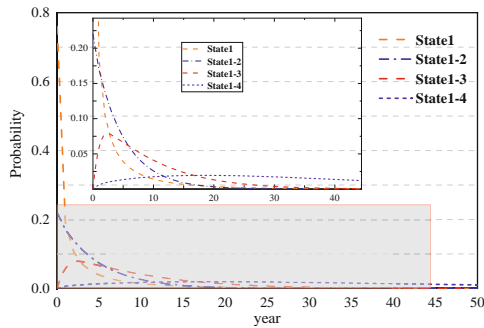 0.8
0.6
0.4
0.2
0.0
Probability
0 5 10 15 20 25 30 35 40 45 50
year
State1
State1-2
State1-3
State1-4
0.20
0.15
0.10
0.05
0 10 20 30 40
State1
State1-2
State1-3
State1-4